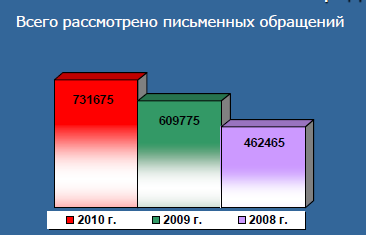 Всего рассмотрено письменных обращений
731675
609775
462465
2010 г. 2009 г. 2008 г.